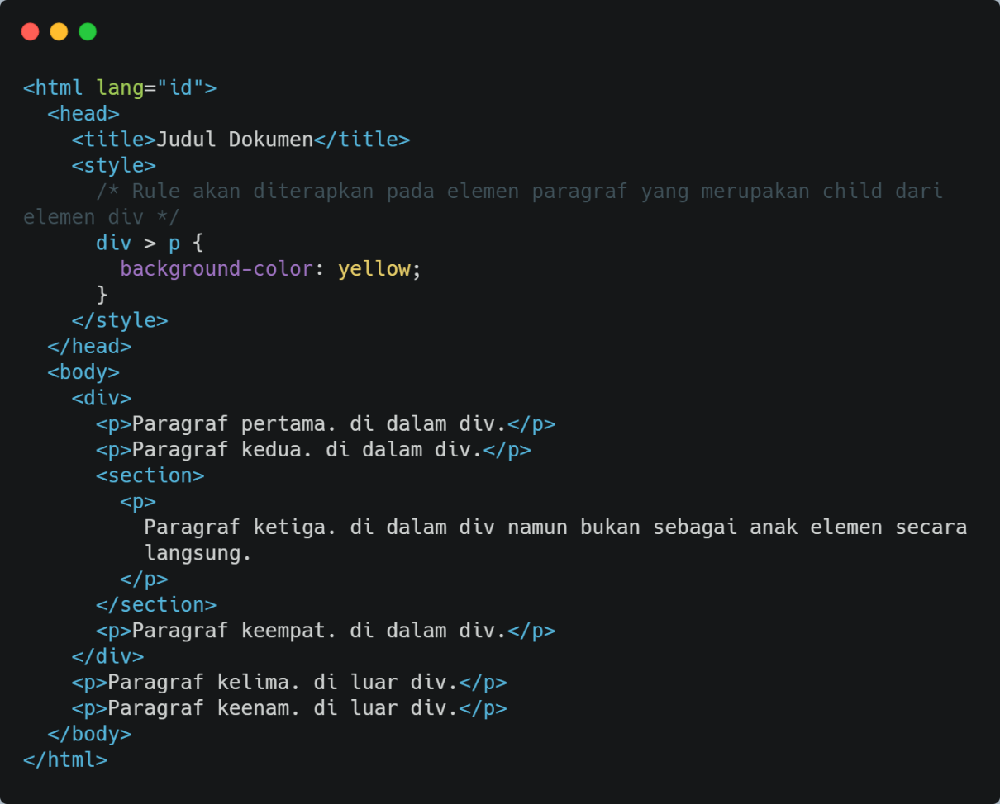 <html lang="id">
  <head>
    <title>Judul Dokumen</title>
    <style>
      /* Rule akan diterapkan pada elemen paragraf yang merupakan child dari
elemen div */
      div > p {
        background-color: yellow;
      }
    </style>
  </head>
  <body>
    <div>
      <p>Paragraf pertama. di dalam div.</p>
      <p>Paragraf kedua. di dalam div.</p>
      <section>
        <p>
          Paragraf ketiga. di dalam div namun bukan sebagai anak elemen secara
          langsung.
        </p>
      </section>
      <p>Paragraf keempat. di dalam div.</p>
    </div>
    <p>Paragraf kelima. di luar div.</p>
    <p>Paragraf keenam. di luar div.</p>
  </body>
</html>